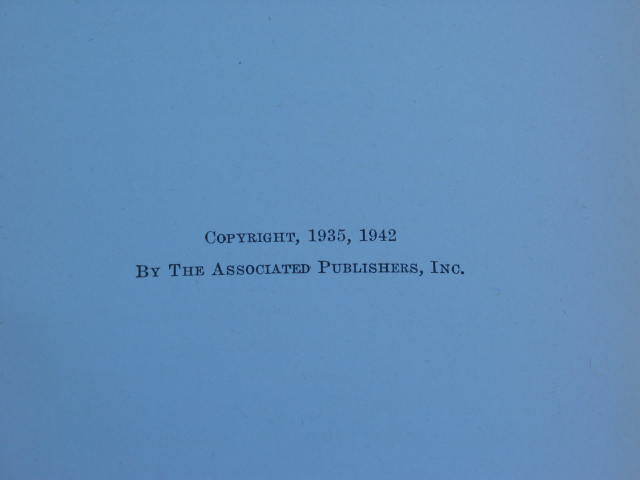 Copyright, 1935, 1942
By The Associated Publishers, Inc.